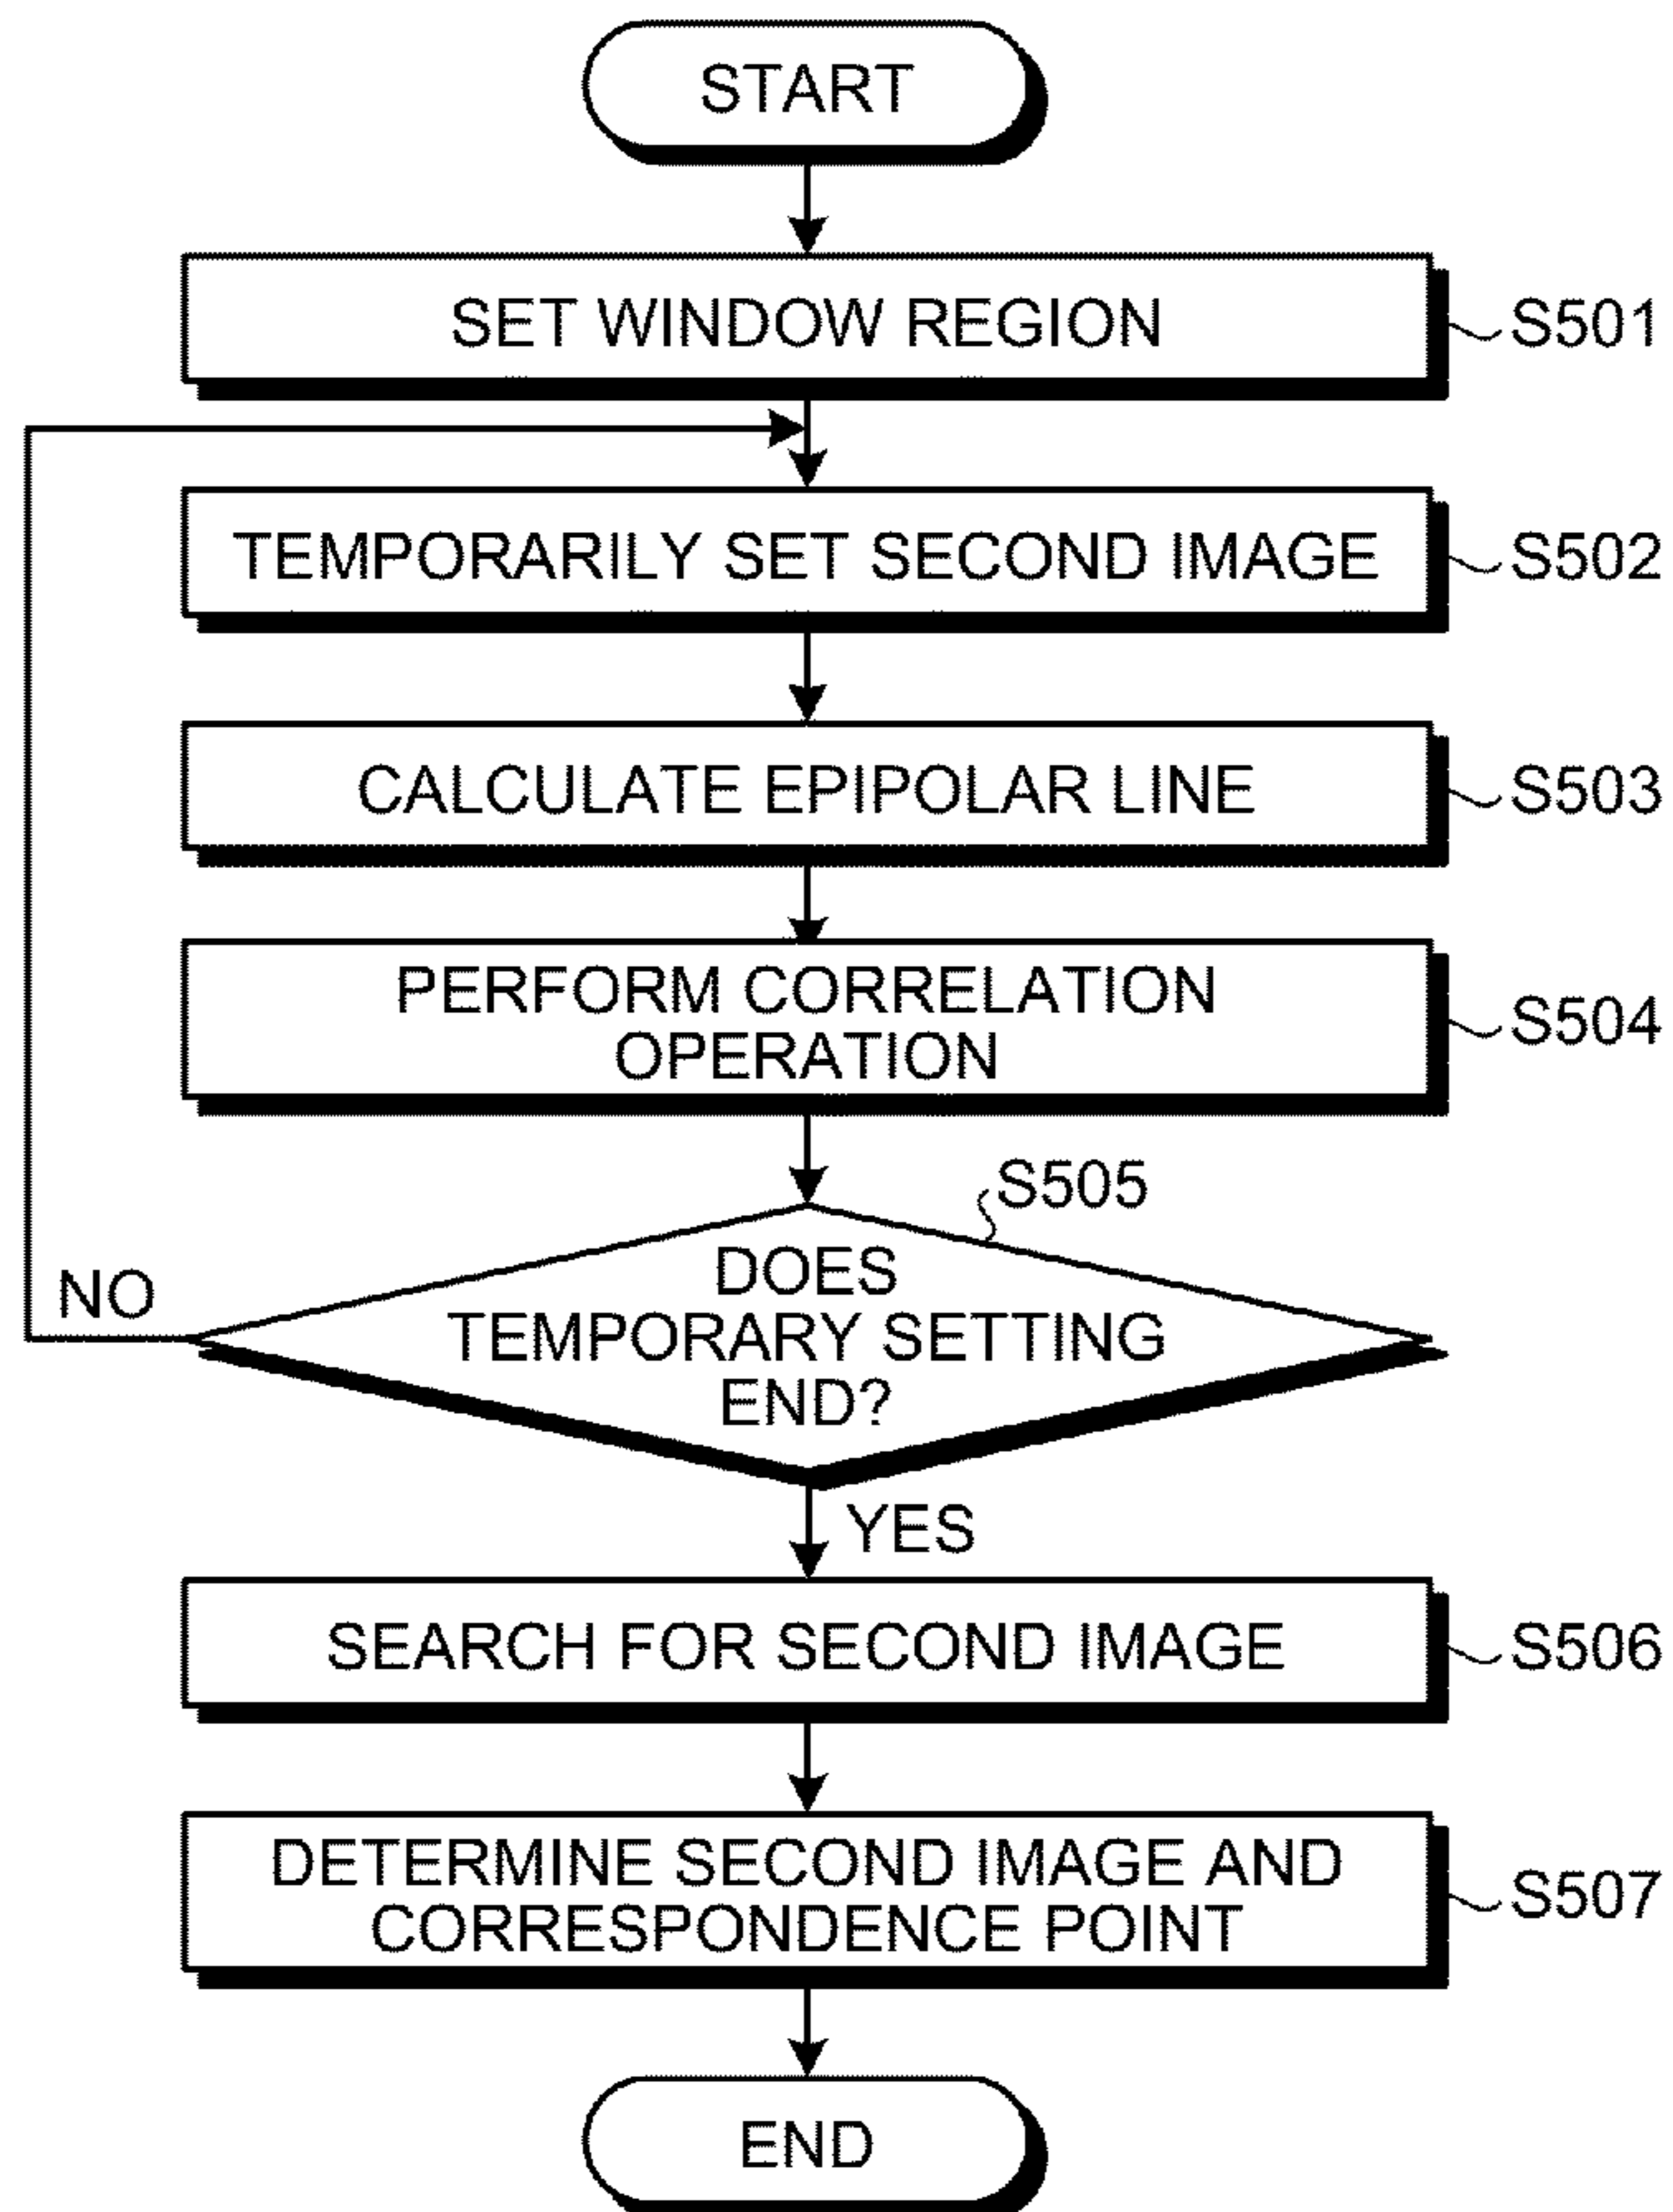 START
SET WINDOW REGION
S501
TEMPORARILY SET SECOND IMAGE
S502
CALCULATE EPIPOLAR LINE
S503
PERFORM CORRELATION
OPERATION
S504
S505
DOES
TEMPORARY SETTING
END?
NO
YES
SEARCH FOR SECOND IMAGE
S506
DETERMINE SECOND IMAGE AND
CORRESPONDENCE POINT
S507
END